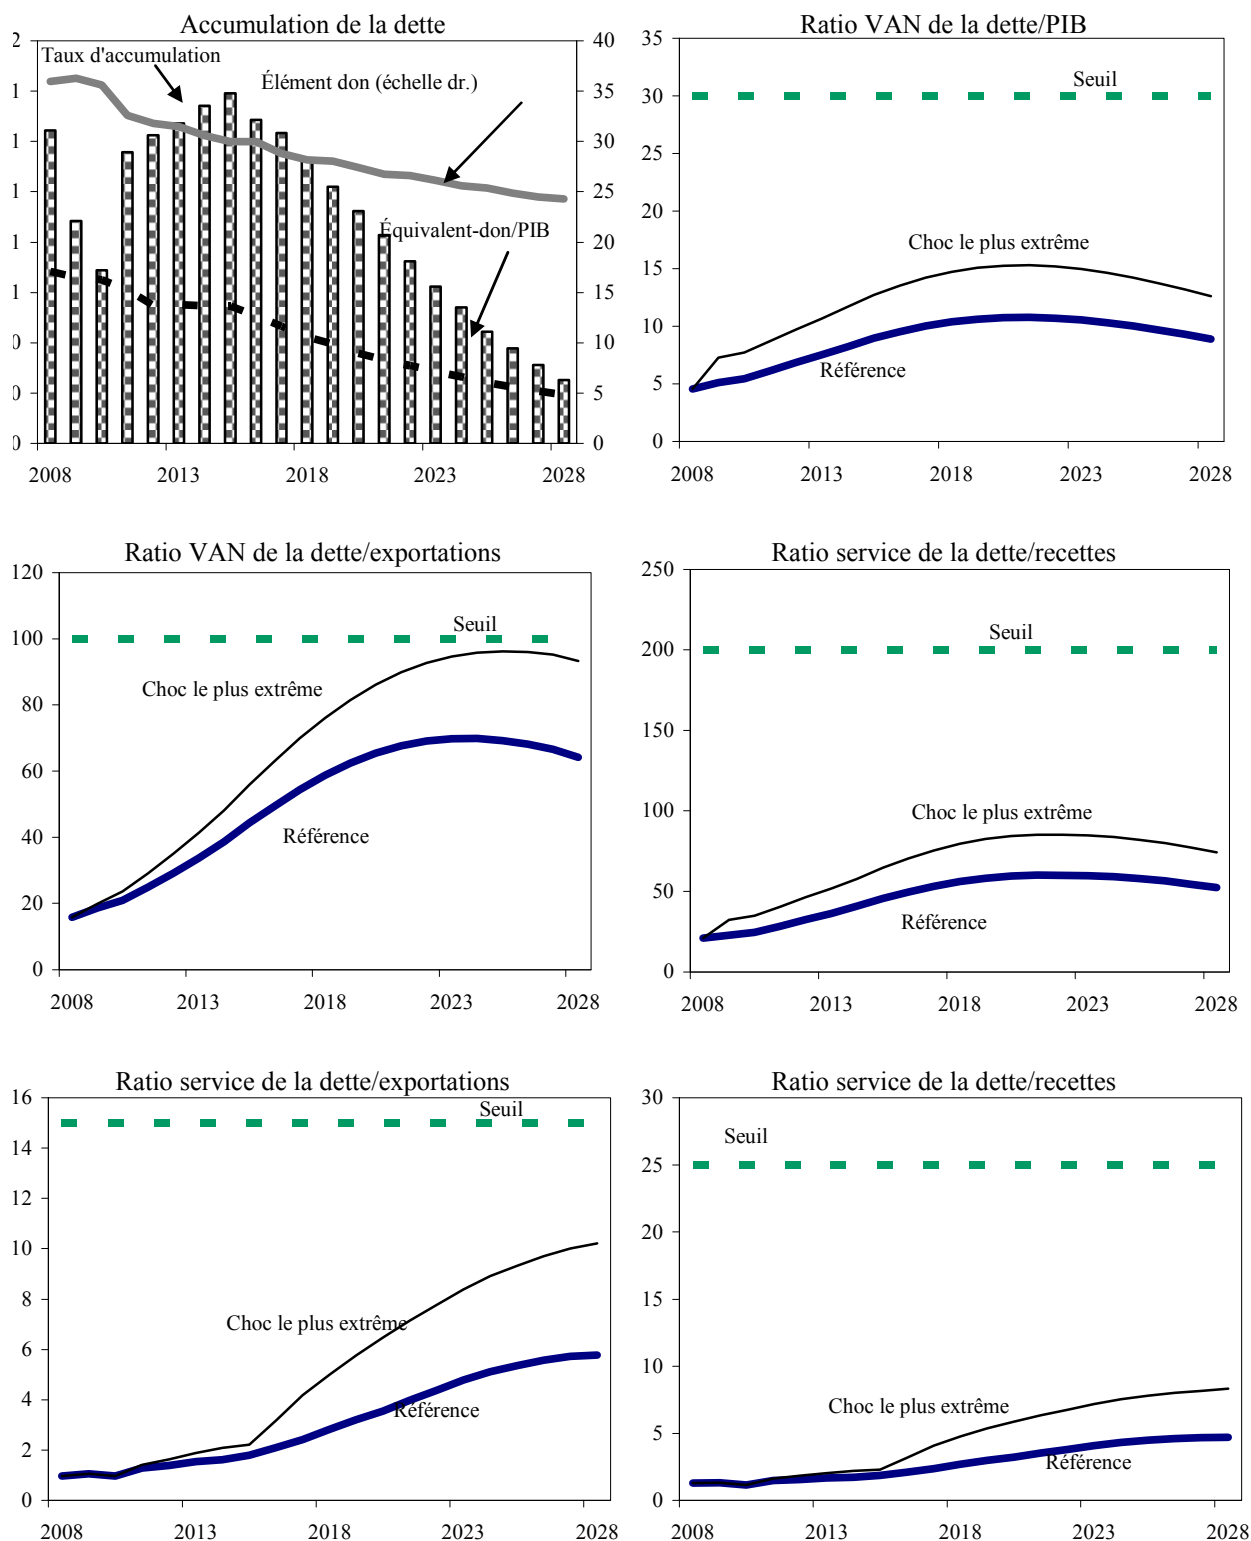 Accumulation de la dette
2
1
1
1
1
1
0
0
0
40
35
30
25
20
15
10
5
0
Taux d'accumulation
Élément don (échelle dr.)
Équivalent-don/PIB
2008 2013 2018 2023 2028
Ratio VAN de la dette/PIB
35
30
25
20
15
10
5
0
Seuil
Choc le plus extrême
Référence
2008 2013 2018 2023 2028
Ratio VAN de la dette/exportations
120
100
80
60
40
20
0
Seuil
Choc le plus extrême
Référence
2008 2013 2018 2023 2028
Ratio service de la dette/recettes
250
200
150
100
50
0
Seuil
Choc le plus extrême
Référence
2008 2013 2018 2023 2028
Ratio service de la dette/exportations
16
14
12
10
8
6
4
2
0
Seuil
Choc le plus extrême
Référence
2008 2013 2018 2023 2028
Ratio service de la dette/recettes
30
25
20
15
10
5
0
Seuil
Choc le plus extrême
Référence
2008 2013 2018 2023 2028